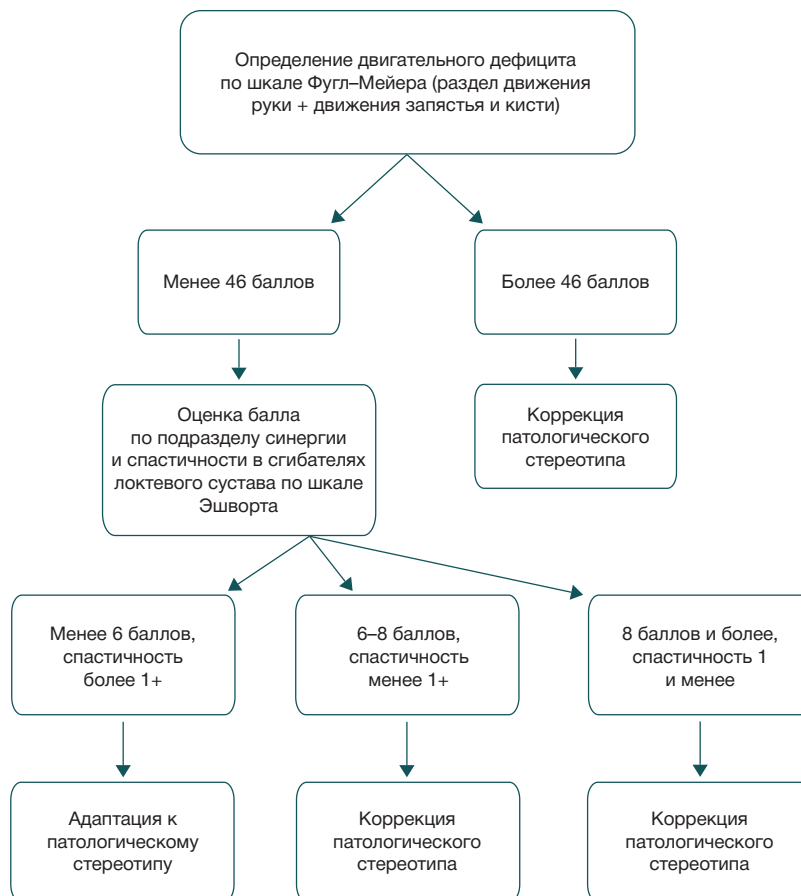 Определение двигательного дефицита
по шкале Фугл–Мейера (раздел движения
руки + движения запястья и кисти)
Менее 46 баллов
Более 46 баллов
Оценка балла
по подразделу синергии
и спастичности в сгибателях
локтевого сустава по шкале
Эшворта
Коррекция
патологического
стереотипа
Менее 6 баллов,
спастичность
более 1+
6–8 баллов,
спастичность
менее 1+
8 баллов и более,
спастичность 1
и менее
Адаптация к
патологическому
стереотипу
Коррекция
патологического
стереотипа
Коррекция
патологического
стереотипа